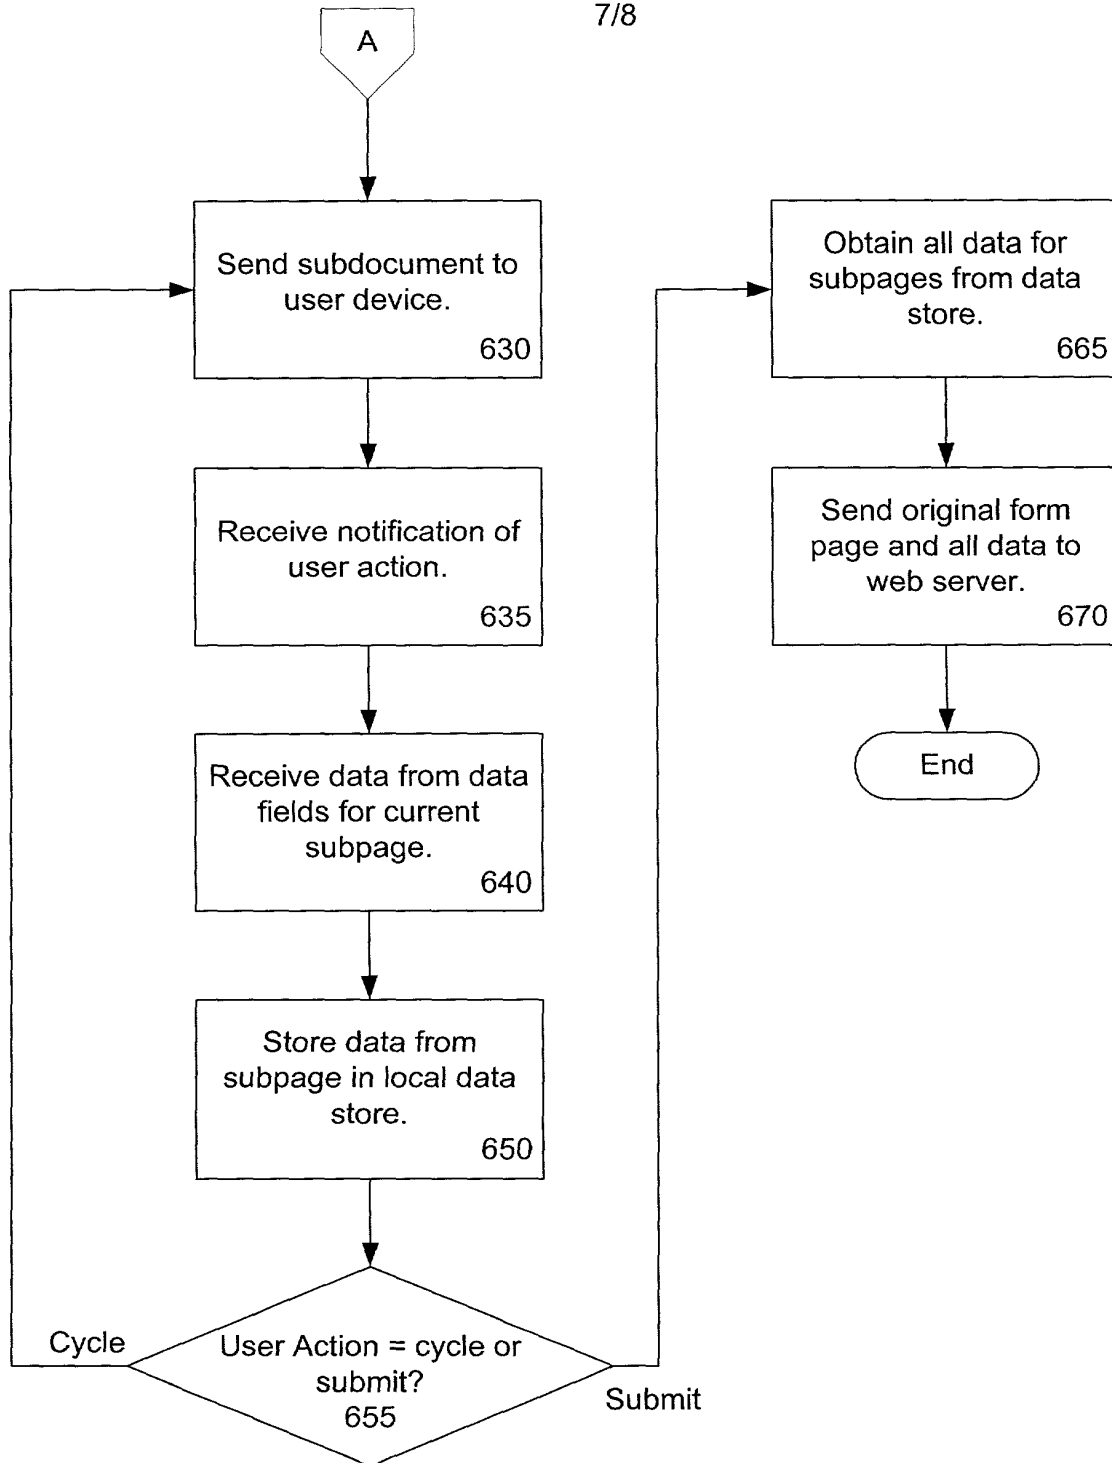 7/8
A
Send subdocument to
user device.
630
Receive notification of
user action.
635
Receive data from data
fields for current
subpage.
640
Store data from
subpage in local data
store.
650
User Action = cycle or
submit?
655
Cycle
Submit
Obtain all data for
subpages from data
store.
665
Send original form
page and all data to
web server.
670
End